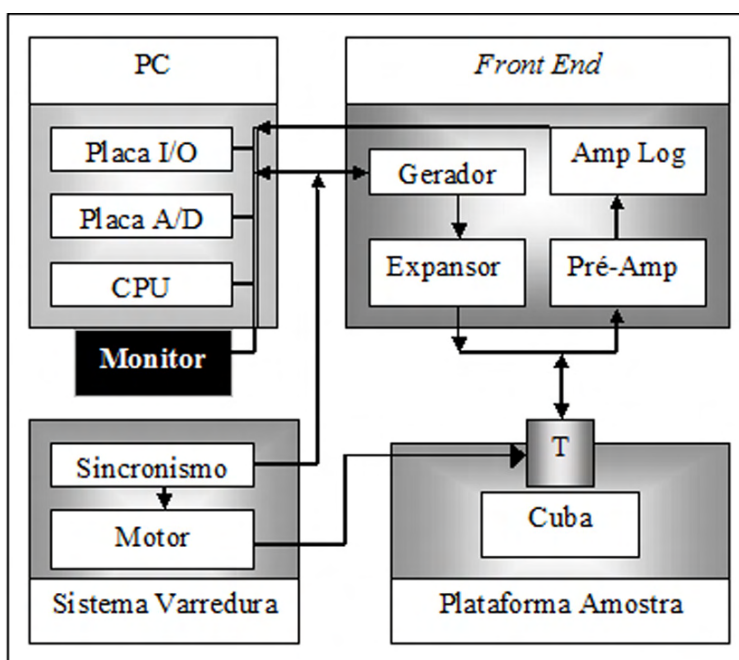 PC
Placa I/O
Placa A/D
CPU
Monitor
Front End
Gerador
Amp Log
Expansor
Pré-Amp
Sincronismo
Motor
Sistema Varredura
T
Cuba
Plataforma Amostra